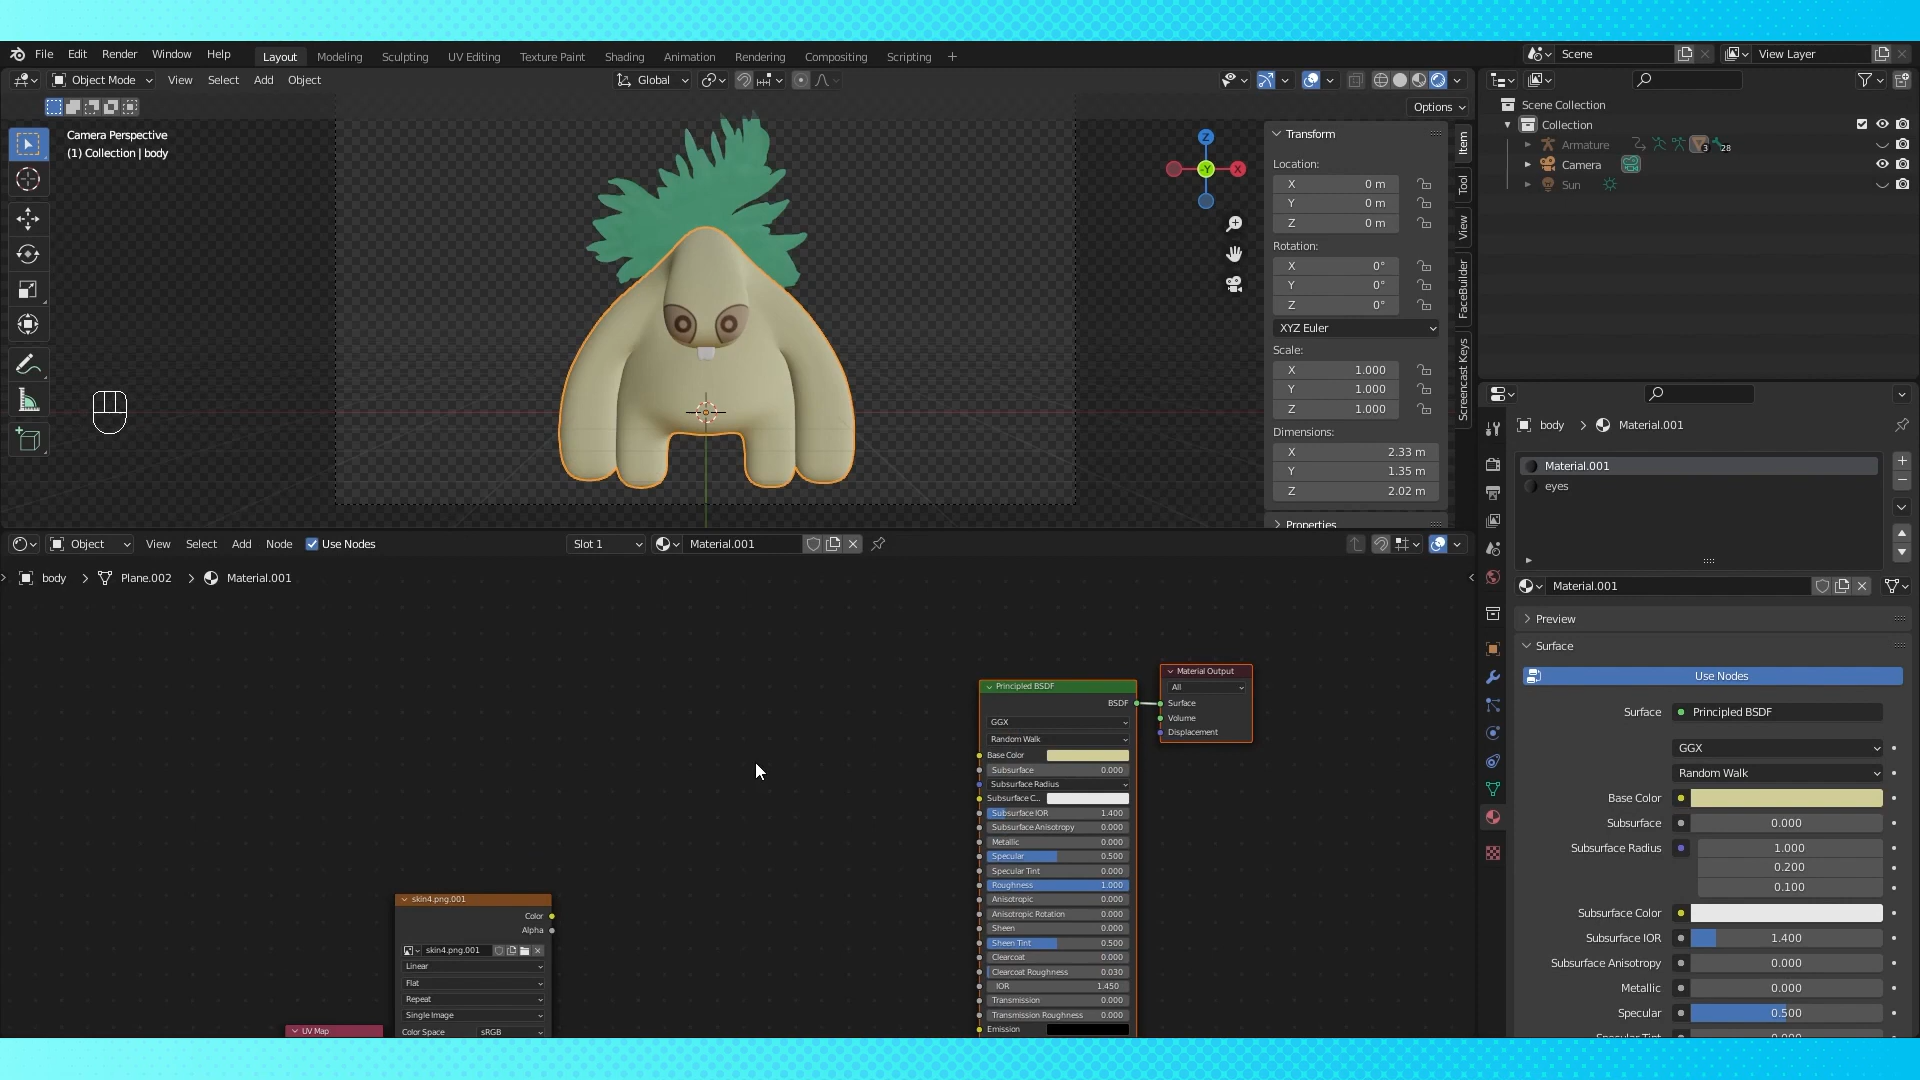 File Edit Render Window Help Layout Modeling Sculpting UV Editing Texture Paint Shading Animation Rendering Compositing Scripting Scene View Layer
Object Mode View Select Add Object Global
Options
Camera Perspective
(1) Collection | body
Transform
Location:
X 0 m
Y 0 m
Z 0 m
Rotation:
X 0°
Y 0°
Z 0°
XYZ Euler
Scale:
X 1.000
Y 1.000
Z 1.000
Dimensions:
X 2.33 m
Y 1.35 m
Z 2.02 m
Properties
Item
Tool
View
FaceBuilder
Screencast Keys
Z
Y
X
Scene Collection
Collection
Armature 3 28
Camera
Sun
Object View Select Add Node Use Nodes Slot 1 Material.001
body > Plane.002 > Material.001
skin4.png.001
Color
Alpha
skin4.png.001
Linear
Flat
Repeat
Single Image
Color Space sRGB
UV Map
Principled BSDF
BSDF
GGX
Random Walk
Base Color
Subsurface 0.000
Subsurface Radius
Subsurface C..
Subsurface IOR 1.400
Subsurface Anisotropy 0.000
Metallic 0.000
Specular 0.500
Specular Tint 0.000
Roughness 1.000
Anisotropic 0.000
Anisotropic Rotation 0.000
Sheen 0.000
Sheen Tint 0.500
Clearcoat 0.000
Clearcoat Roughness 0.030
IOR 1.450
Transmission 0.000
Transmission Roughness 0.000
Emission
Material Output
All
Surface
Volume
Displacement
body > Material.001
Material.001
eyes
Material.001
Preview
Surface
Use Nodes
Surface Principled BSDF
GGX
Random Walk
Base Color
Subsurface 0.000
Subsurface Radius 1.000
0.200
0.100
Subsurface Color
Subsurface IOR 1.400
Subsurface Anisotropy 0.000
Metallic 0.000
Specular 0.500